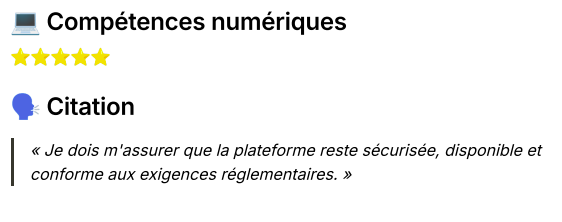 💻 Compétences numériques
⭐⭐⭐⭐⭐
🗣️ Citation
« Je dois m'assurer que la plateforme reste sécurisée, disponible et
conforme aux exigences réglementaires. »